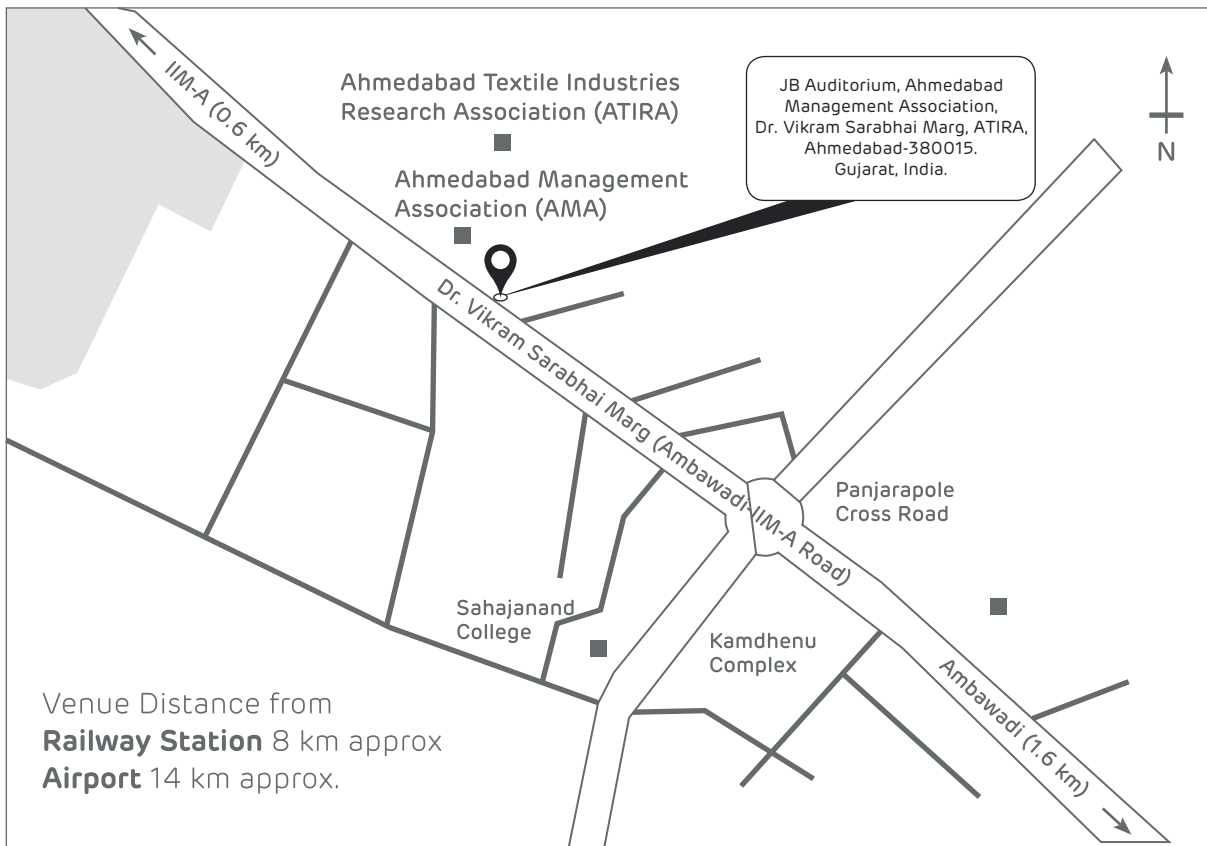 IIM-A (0.6 km)
Ahmedabad Textile Industries
Research Association (ATIRA)
Ahmedabad Management
Association (AMA)
JB Auditorium, Ahmedabad
Management Association,
Dr. Vikram Sarabhai Marg, ATIRA,
Ahmedabad-380015.
Gujarat, India.
N
Dr. Vikram Sarabhai Marg (Ambawadi-IIM-A Road)
Panjarapole
Cross Road
Sahajanand
College
Kamdhenu
Complex
Ambawadi (1.6 km)
Venue Distance from
Railway Station 8 km approx
Airport 14 km approx.